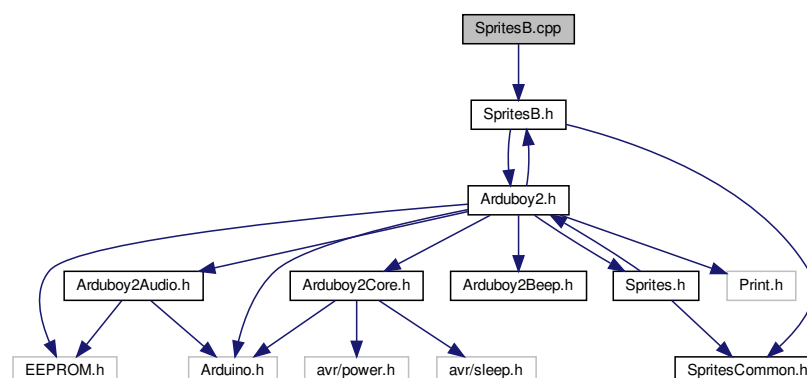 SpritesB.cpp
SpritesB.h
Arduboy2.h
Arduboy2Audio.h
Arduboy2Core.h
Arduboy2Beep.h
Sprites.h
Print.h
EEPROM.h
Arduino.h
avr/power.h
avr/sleep.h
SpritesCommon.h